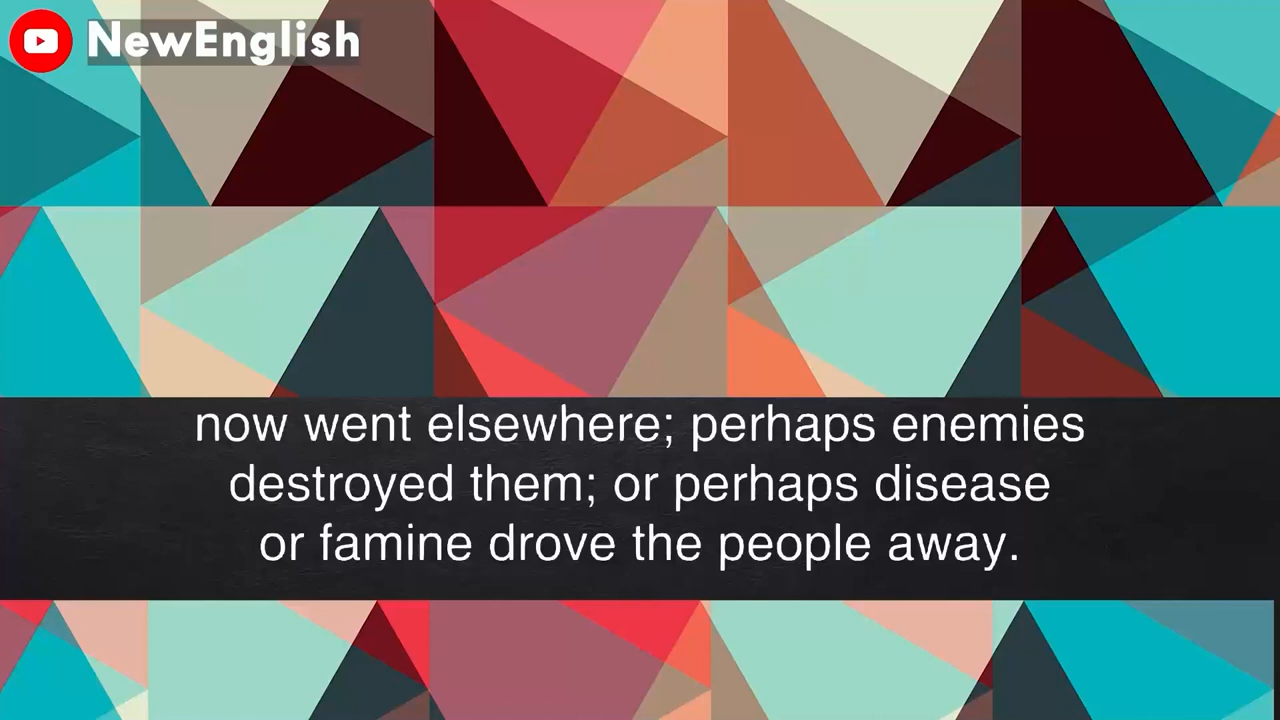 NewEnglish
now went elsewhere; perhaps enemies
destroyed them; or perhaps disease
or famine drove the people away.